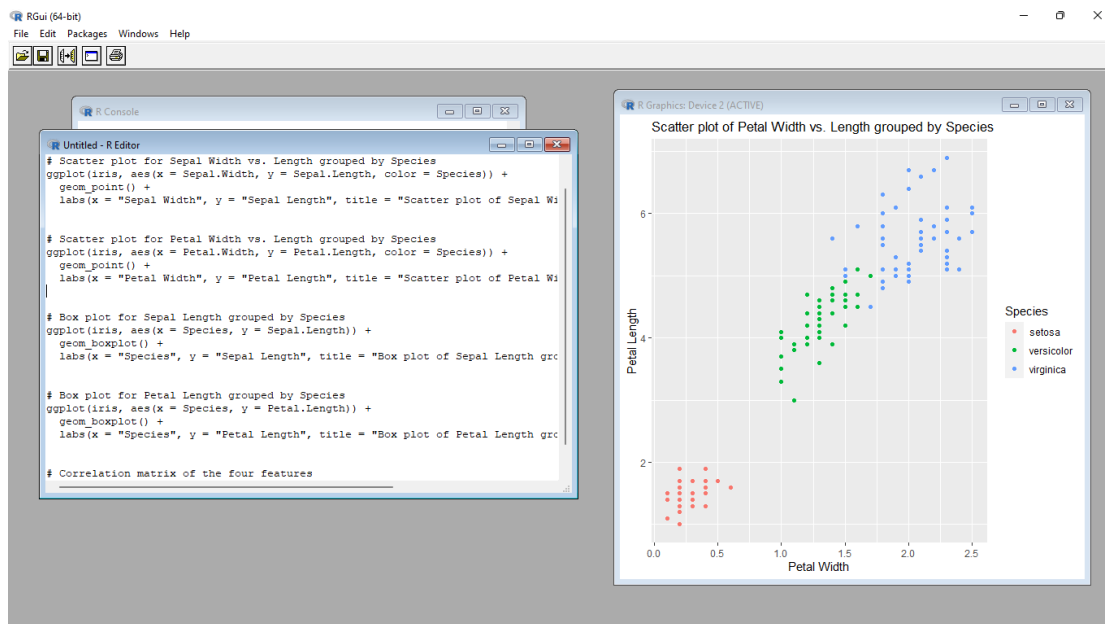 RGui (64-bit)
File Edit Packages Windows Help
R Console
Untitled - R Editor
# Scatter plot for Sepal Width vs. Length grouped by Species
ggplot(iris, aes(x = Sepal.Width, y = Sepal.Length, color = Species)) +
geom_point() +
labs(x = "Sepal Width", y = "Sepal Length", title = "Scatter plot of Sepal Wi
# Scatter plot for Petal Width vs. Length grouped by Species
ggplot(iris, aes(x = Petal.Width, y = Petal.Length, color = Species)) +
geom_point() +
labs(x = "Petal Width", y = "Petal Length", title = "Scatter plot of Petal Wi
# Box plot for Sepal Length grouped by Species
ggplot(iris, aes(x = Species, y = Sepal.Length)) +
geom_boxplot() +
labs(x = "Species", y = "Sepal Length", title = "Box plot of Sepal Length gro
# Box plot for Petal Length grouped by Species
ggplot(iris, aes(x = Species, y = Petal.Length)) +
geom_boxplot() +
labs(x = "Species", y = "Petal Length", title = "Box plot of Petal Length gro
# Correlation matrix of the four features
R Graphics: Device 2 (ACTIVE)
Scatter plot of Petal Width vs. Length grouped by Species
6
4
2
Petal Length
0.0 0.5 1.0 1.5 2.0 2.5
Petal Width
Species
setosa
versicolor
virginica